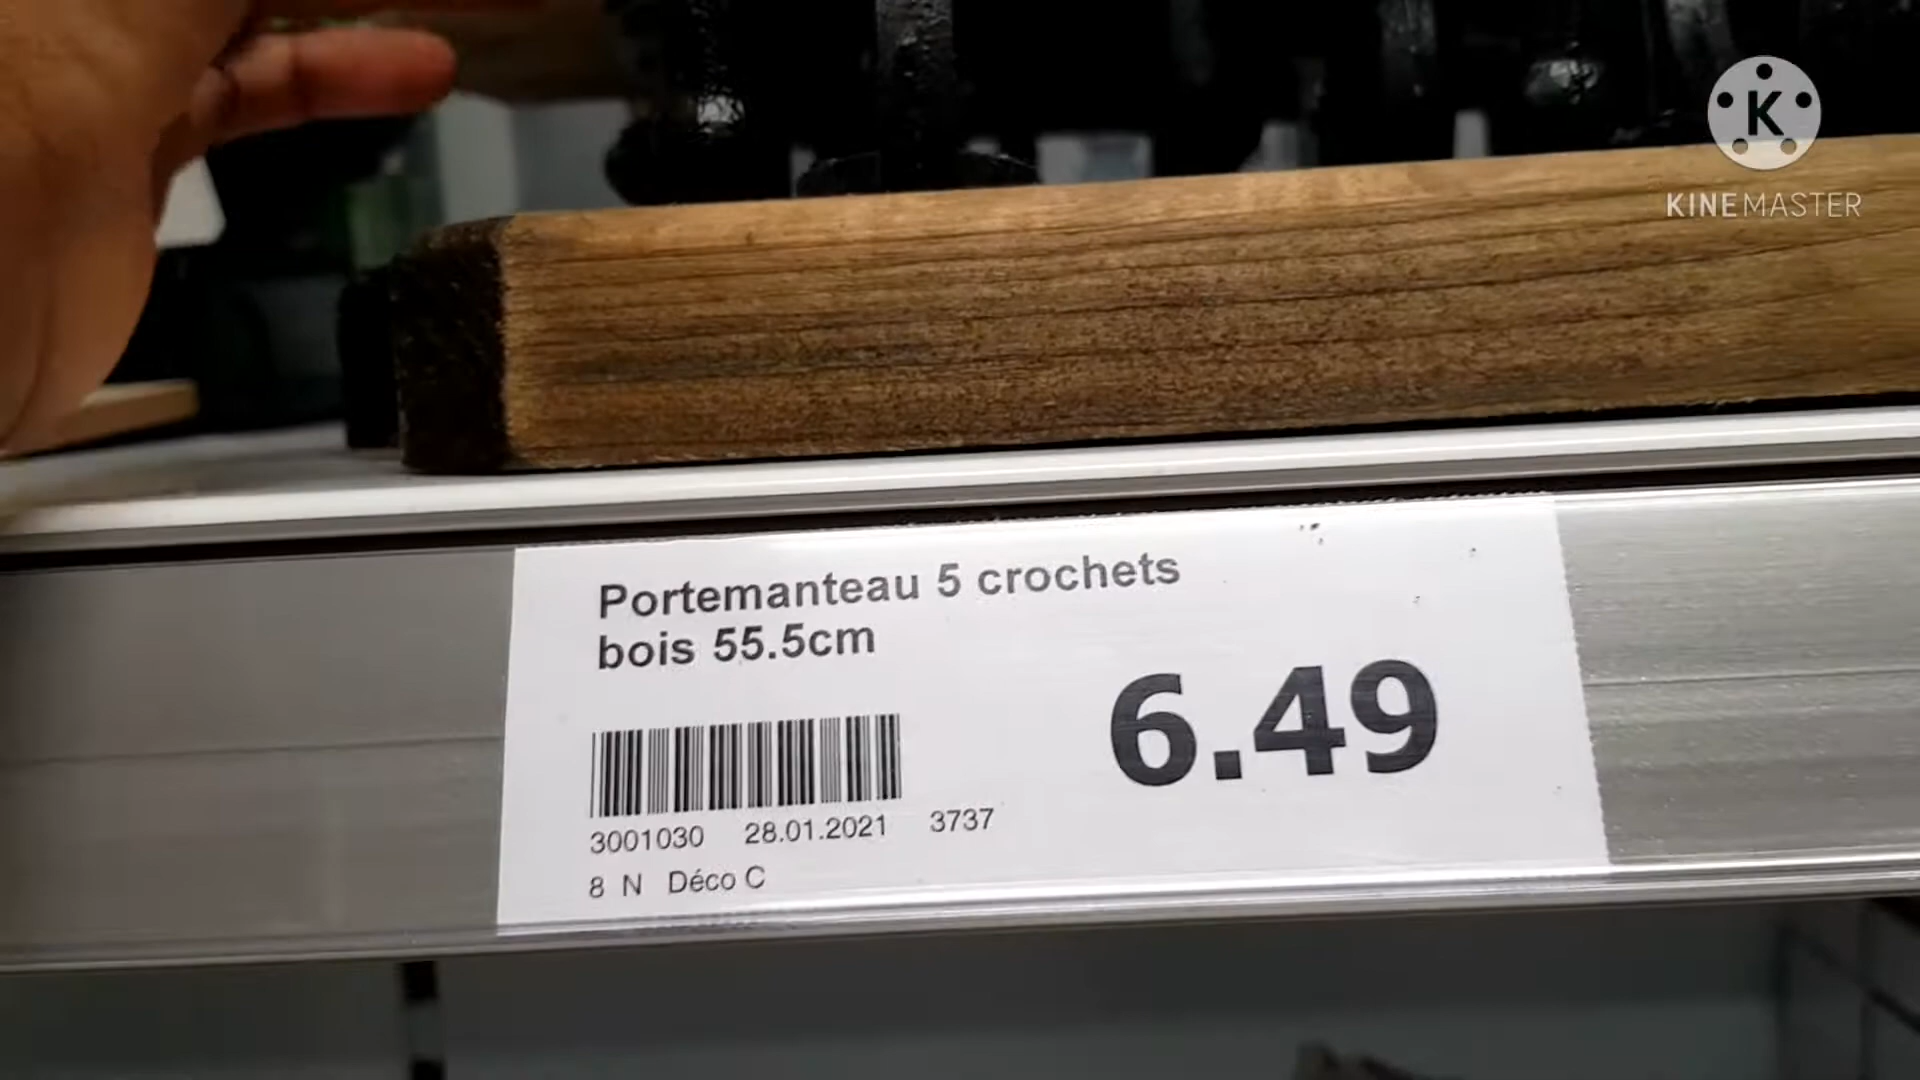 K
KINEMASTER
Portemanteau 5 crochets
bois 55.5cm
6.49
3001030 28.01.2021 3737
8 N Déco C